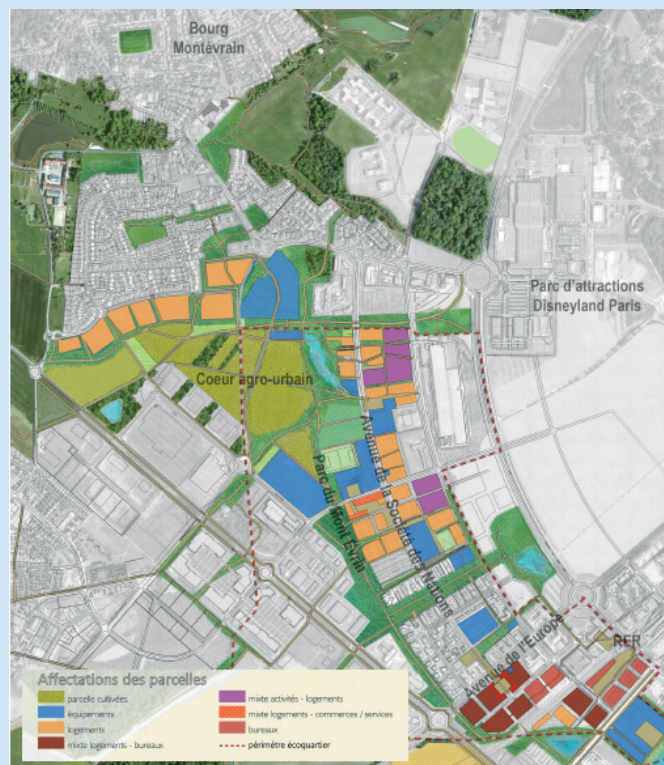 Bourg
Montévrain
Parc d'attractions
Disneyland Paris
Coeur agro-urbain
Avenue de la Société des Nations
Parc du Mont Evrin
Avenue de l'Europe
RER
Affectations des parcelles
parcelle cultivées
équipements
logements
mixte logements - bureaux
mixte activités - logements
mixte logements - commerces / services
bureaux
périmètre écoquartier